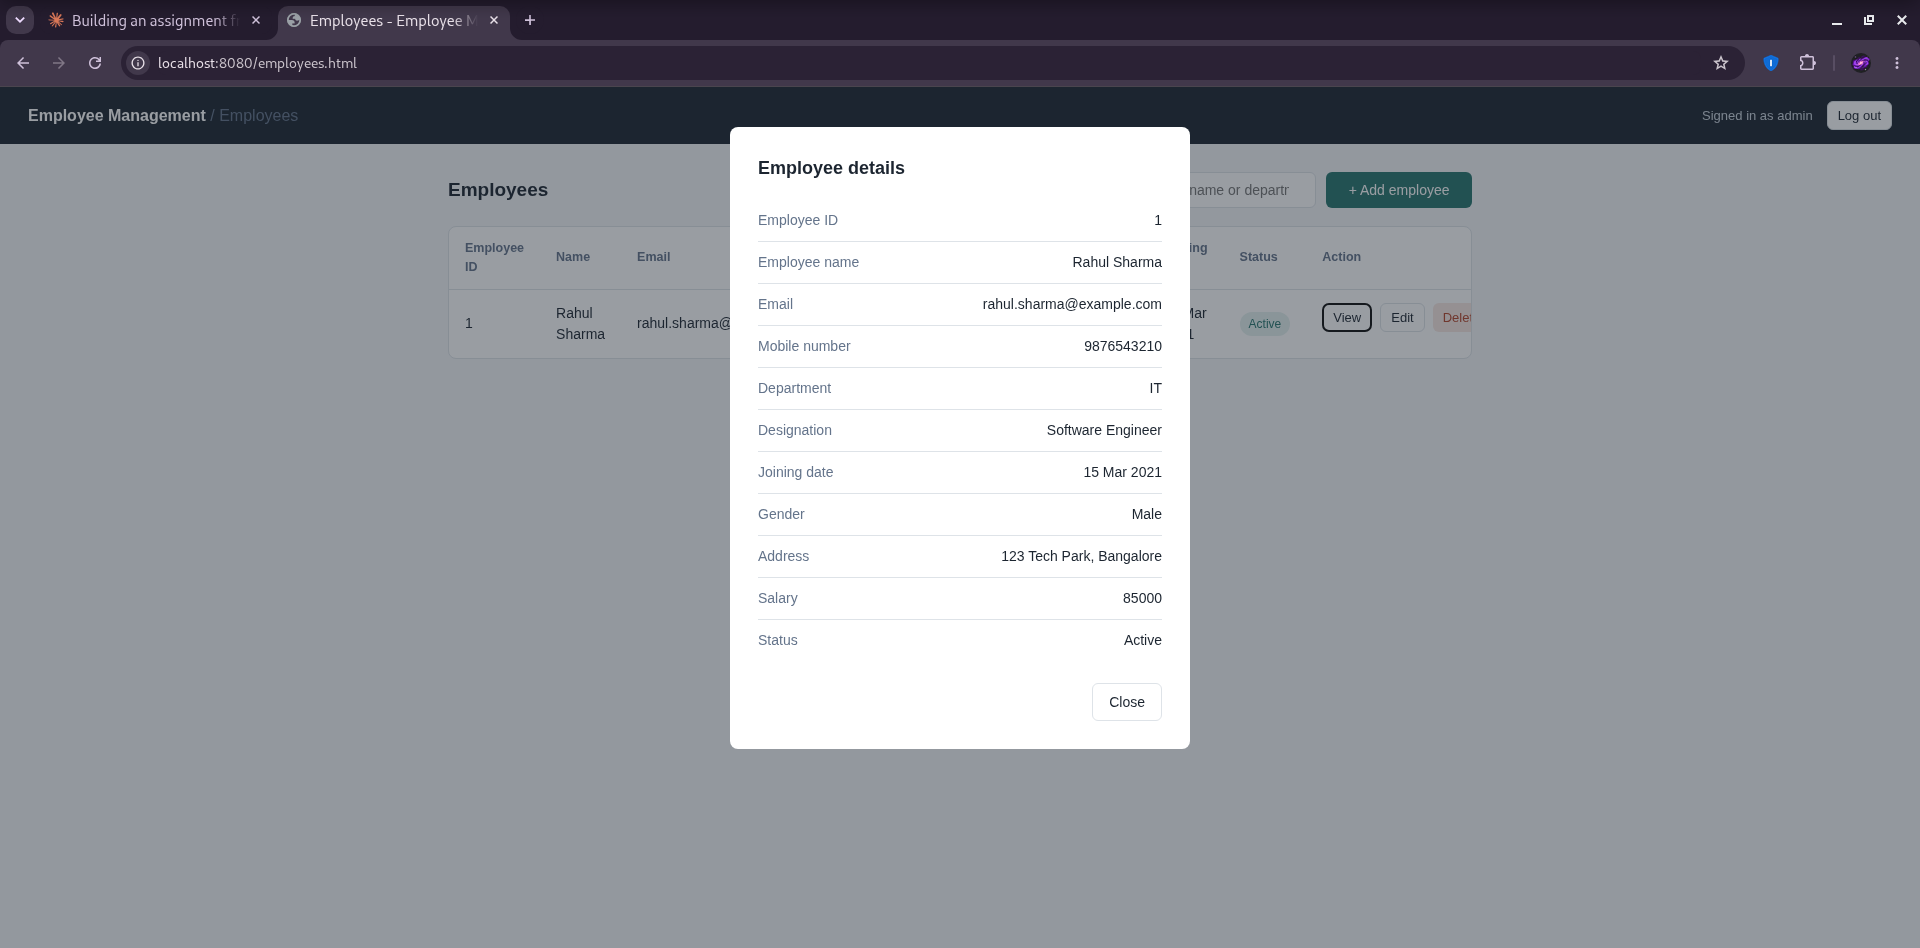 Building an assignment f
Employees - Employee M
localhost:8080/employees.html
Employee Management / Employees
Signed in as admin
Log out
Employees
name or departr
+ Add employee
Employee ID
Name
Email
Status
Action
1
Rahul Sharma
rahul.sharma@
Active
View
Edit
Employee details
Employee ID 1
Employee name Rahul Sharma
Email rahul.sharma@example.com
Mobile number 9876543210
Department IT
Designation Software Engineer
Joining date 15 Mar 2021
Gender Male
Address 123 Tech Park, Bangalore
Salary 85000
Status Active
Close